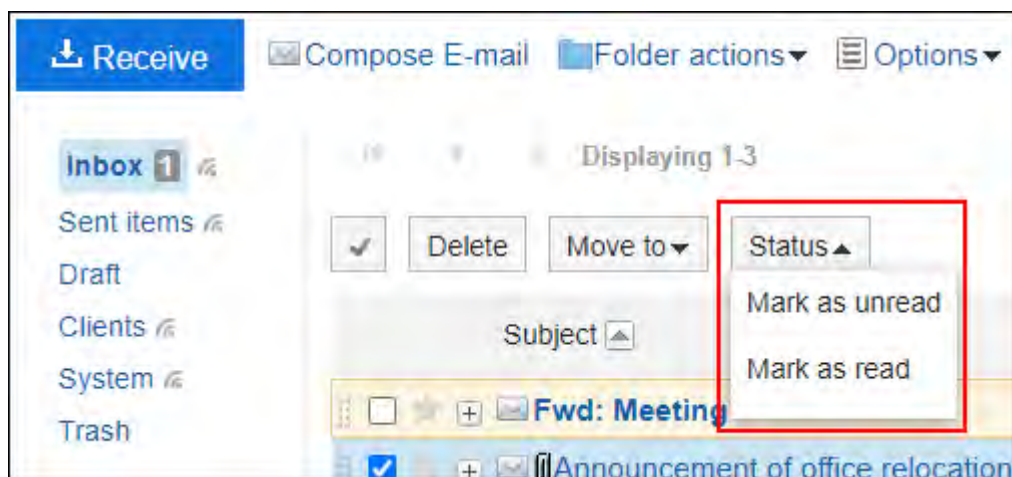 Receive Compose E-mail Folder actions Options
Inbox 1
Displaying 1-3
Sent items
Draft
Clients
System
Trash
Delete Move to Status
Mark as unread
Mark as read
Subject
Fwd: Meeting
Announcement of office relocation